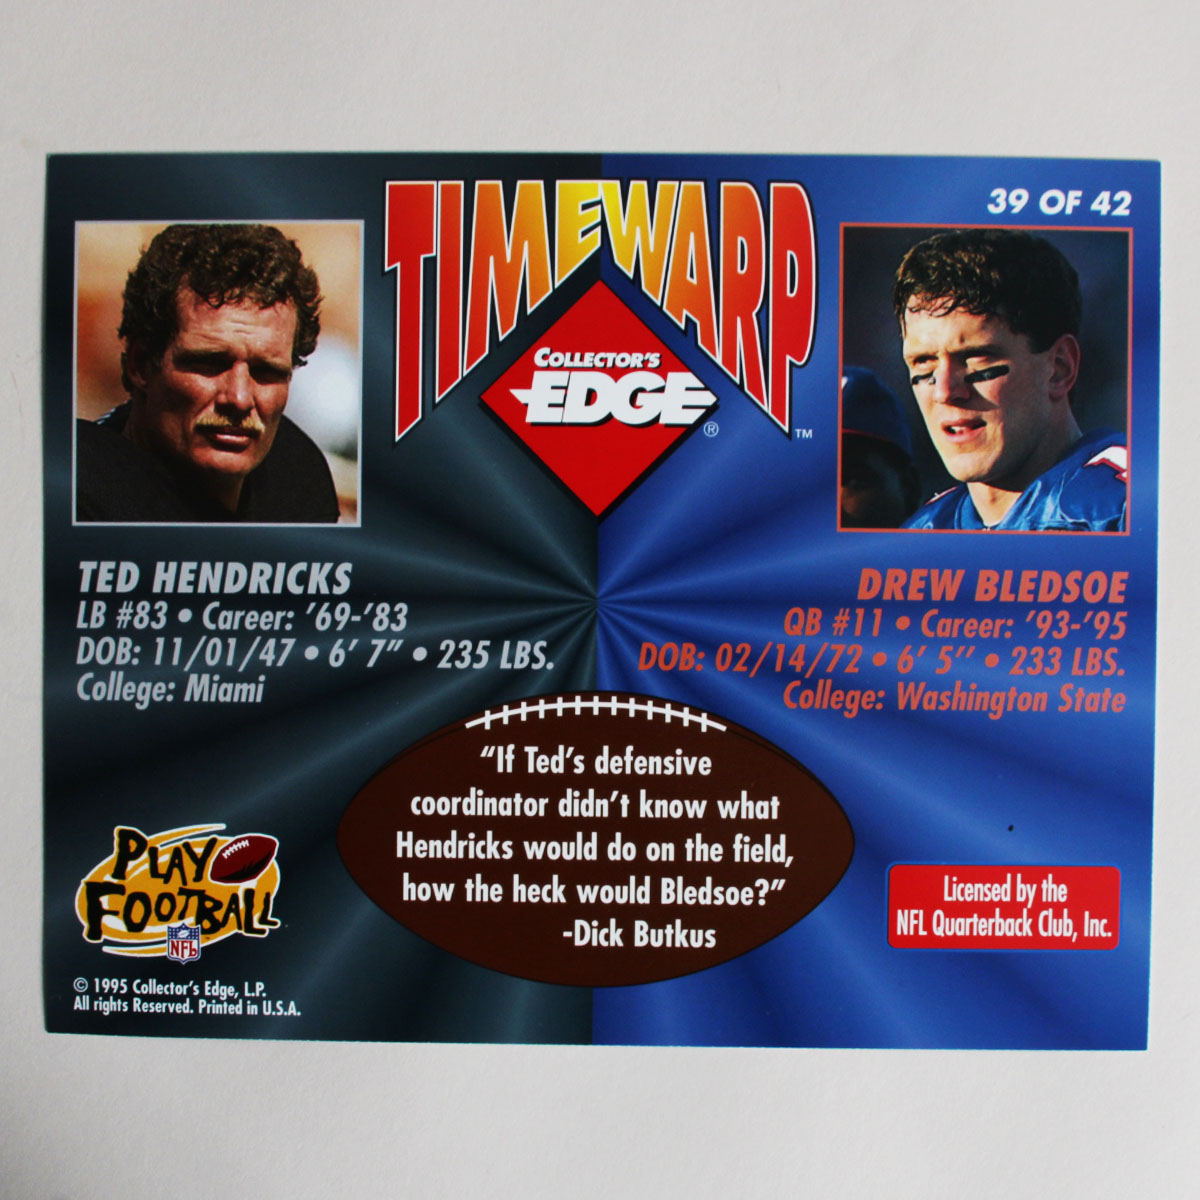 TIMEWARP
TM
COLLECTOR'S
EDGE
®
39 OF 42
TED HENDRICKS
LB #83 • Career: '69-'83
DOB: 11/01/47 • 6' 7" • 235 LBS.
College: Miami
DREW BLEDSOE
QB #11 • Career: '93-'95
DOB: 02/14/72 • 6' 5'' • 233 LBS.
College: Washington State
"If Ted's defensive
coordinator didn't know what
Hendricks would do on the field,
how the heck would Bledsoe?"
-Dick Butkus
PLAY
FOOTBALL
NFL
© 1995 Collector's Edge, L.P.
All rights Reserved. Printed in U.S.A.
Licensed by the
NFL Quarterback Club, Inc.